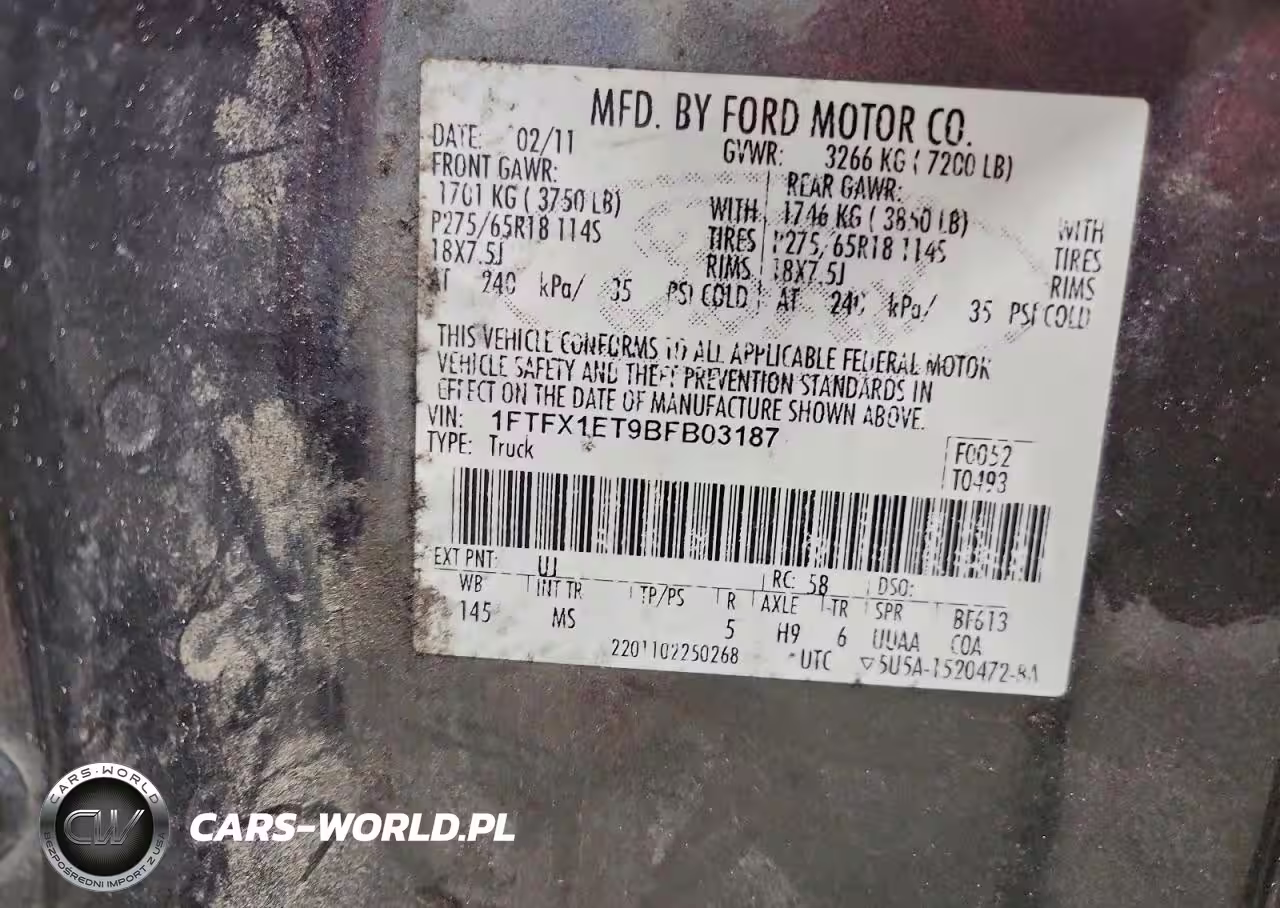 MFD. BY FORD MOTOR CO.
DATE: 02/11 GVWR: 3266 KG ( 7200 LB)
FRONT GAWR: REAR GAWR:
1701 KG ( 3750 LB) WITH 1746 KG ( 3850 LB) WITH
P275/65R18 114S TIRES P275/65R18 114S TIRES
18X7.5J RIMS 18X7.5J RIMS
AT 240 kPa/ 35 PSI COLD AT 240 kPa/ 35 PSI COLD
THIS VEHICLE CONFORMS TO ALL APPLICABLE FEDERAL MOTOR
VEHICLE SAFETY AND THEFT PREVENTION STANDARDS IN
EFFECT ON THE DATE OF MANUFACTURE SHOWN ABOVE.
VIN: 1FTFX1ET9BFB03187
TYPE: Truck
F0052
T0493
EXT PNT: UJ RC: 58 DSO:
WB INT TR TP/PS R AXLE TR SPR BF613
145 MS 5 H9 6 UUAA COA
2201102250268 *UTC ▽5U5A-1520472-BA
CARS-WORLD
CW
BEZPOŚREDNI IMPORT Z USA
CARS-WORLD.PL